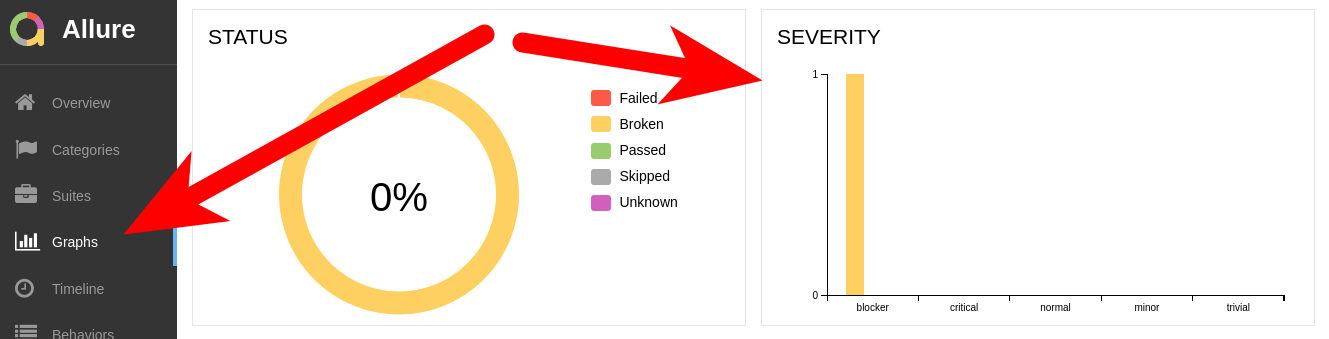 Allure
Overview
Categories
Suites
Graphs
Timeline
Behaviors
STATUS
0%
Failed
Broken
Passed
Skipped
Unknown
SEVERITY
1
0
blocker critical normal minor trivial